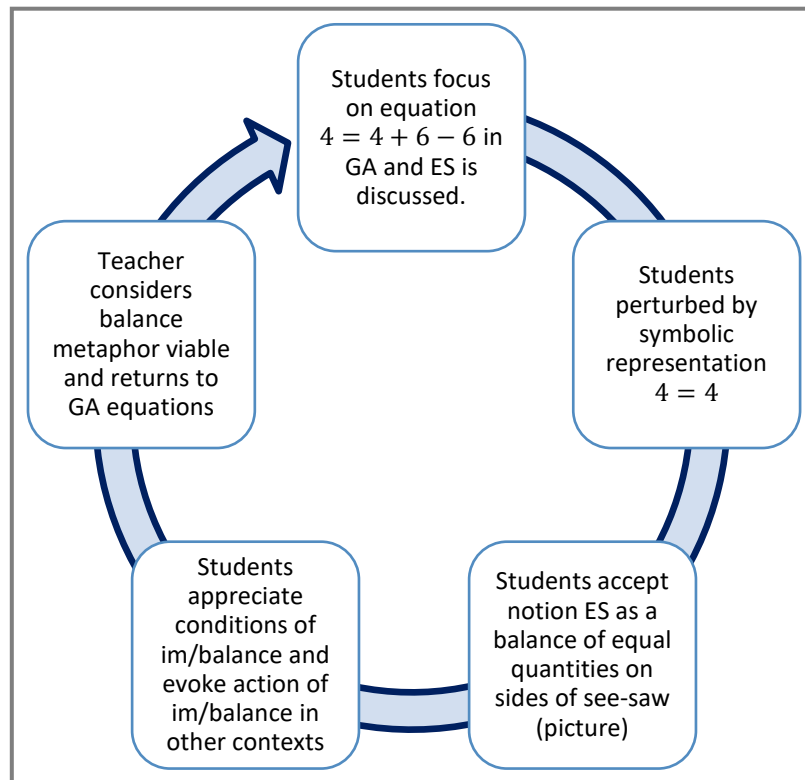 Students focus
on equation
4 = 4 + 6 − 6 in
GA and ES is
discussed.
Students
perturbed by
symbolic
representation
4 = 4
Students accept
notion ES as a
balance of equal
quantities on
sides of see-saw
(picture)
Students
appreciate
conditions of
im/balance and
evoke action of
im/balance in
other contexts
Teacher
considers
balance
metaphor viable
and returns to
GA equations